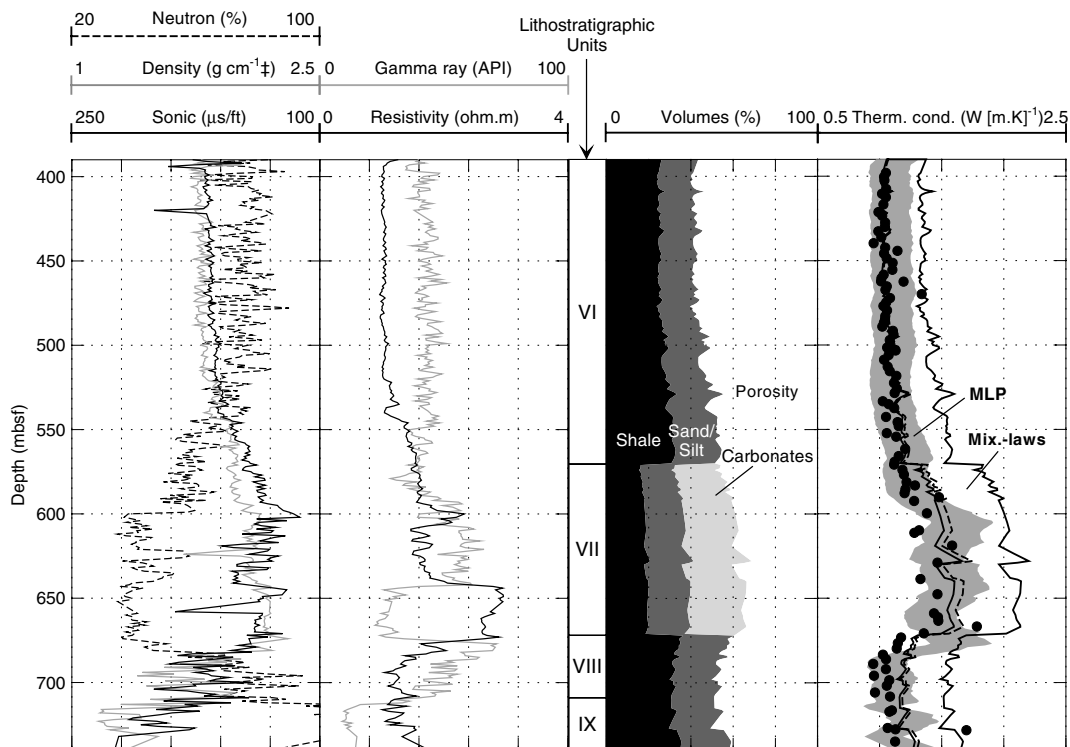 20 Neutron (%) 100
Lithostratigraphic
Units
1 Density (g cm⁻¹‡) 2.5 0 Gamma ray (API) 100
250 Sonic (μs/ft) 100 0 Resistivity (ohm.m) 4 0 Volumes (%) 100 0.5 Therm. cond. (W [m.K]⁻¹) 2.5
400
450
500
550
600
650
700
Depth (mbsf)
VI
VII
VIII
IX
Porosity
Shale
Sand/
Silt
Carbonates
MLP
Mix.-laws